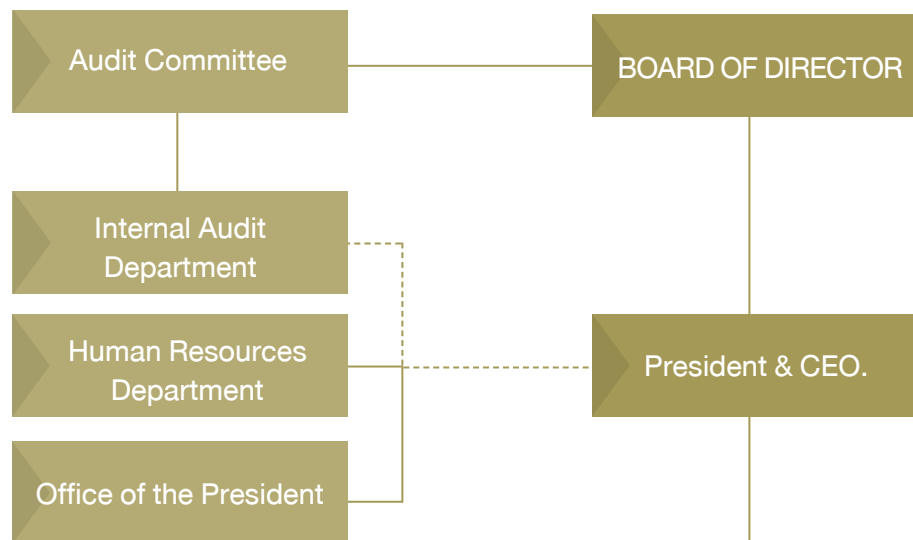 Audit Committee
BOARD OF DIRECTOR
Internal Audit
Department
Human Resources
Department
President & CEO.
Office of the President